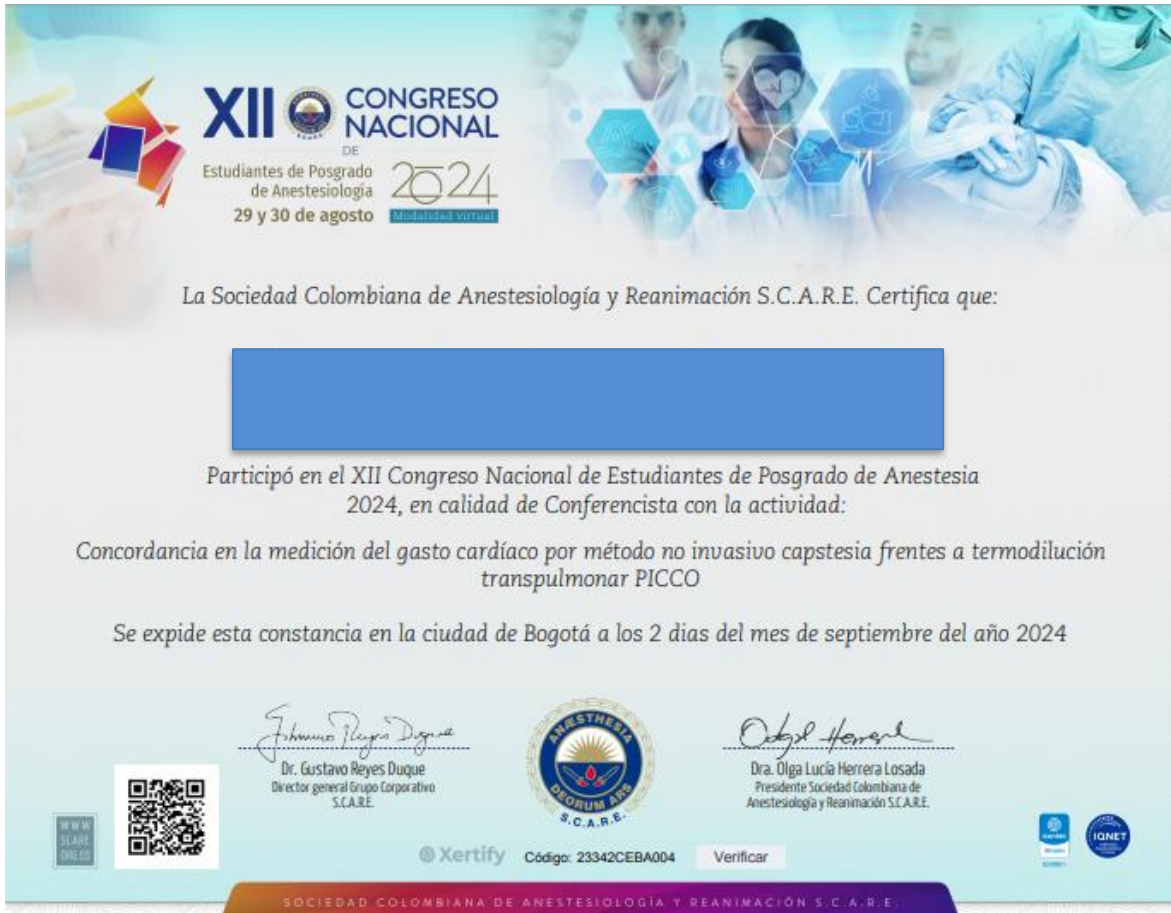 XII CONGRESO
NACIONAL
DE
Estudiantes de Posgrado
de Anestesiología
29 y 30 de agosto
2024
Modalidad Virtual
La Sociedad Colombiana de Anestesiología y Reanimación S.C.A.R.E. Certifica que:
Participó en el XII Congreso Nacional de Estudiantes de Posgrado de Anestesia
2024, en calidad de Conferencista con la actividad:
Concordancia en la medición del gasto cardíaco por método no invasivo capstesia frentes a termodilución
transpulmonar PICCO
Se expide esta constancia en la ciudad de Bogotá a los 2 dias del mes de septiembre del año 2024
Dr. Gustavo Reyes Duque
Director general Grupo Corporativo
S.C.A.R.E.
ANÆSTHESIA
DEORUM ARS
S.C.A.R.E.
Dra. Olga Lucía Herrera Losada
Presidente Sociedad Colombiana de
Anestesiología y Reanimación S.C.A.R.E.
WWW
SCARE
ORG.CO
Xertify
Código: 23342CEBA004
Verificar
IQNET
SOCIEDAD COLOMBIANA DE ANESTESIOLOGÍA Y REANIMACIÓN S.C.A.R.E.